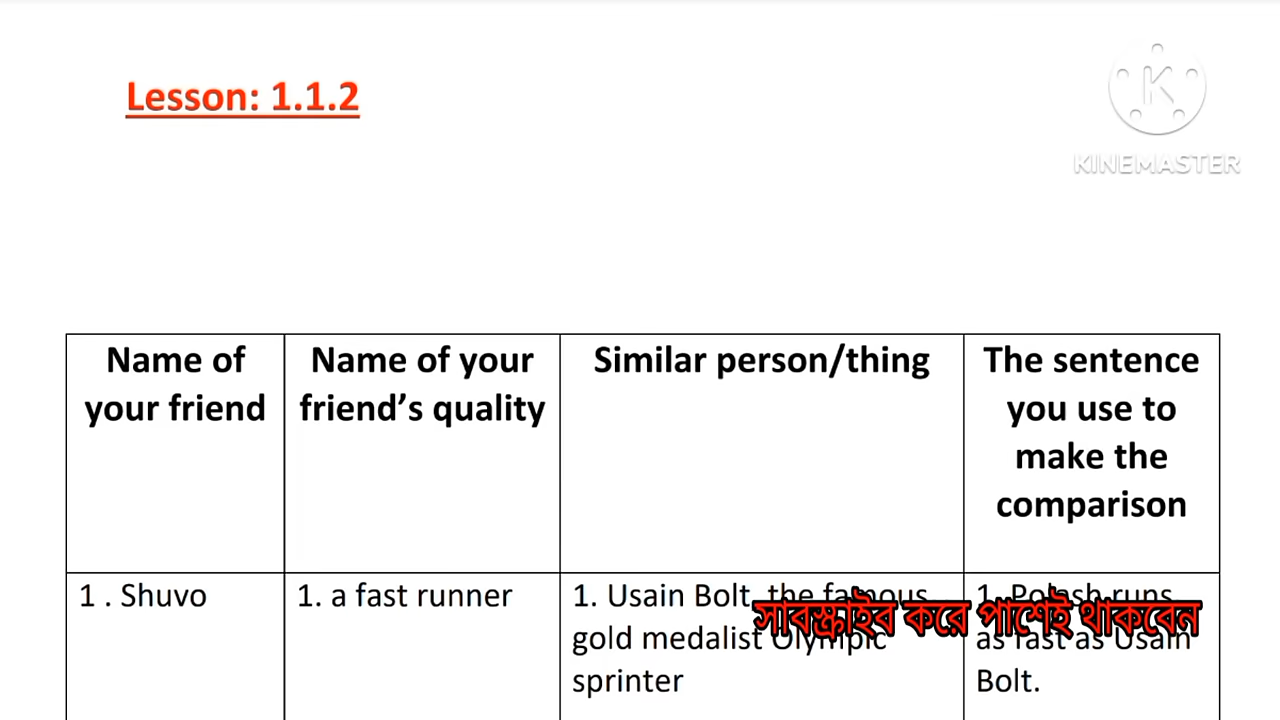 Lesson: 1.1.2
KINEMASTER
Name of your friend
Name of your friend's quality
Similar person/thing
The sentence you use to make the comparison
1 . Shuvo
1. a fast runner
1. Usain Bolt, the famous
gold medalist Olympic
sprinter
1. Polash runs
as fast as Usain
Bolt.
সাবস্ক্রাইব করে পাশেই থাকবেন